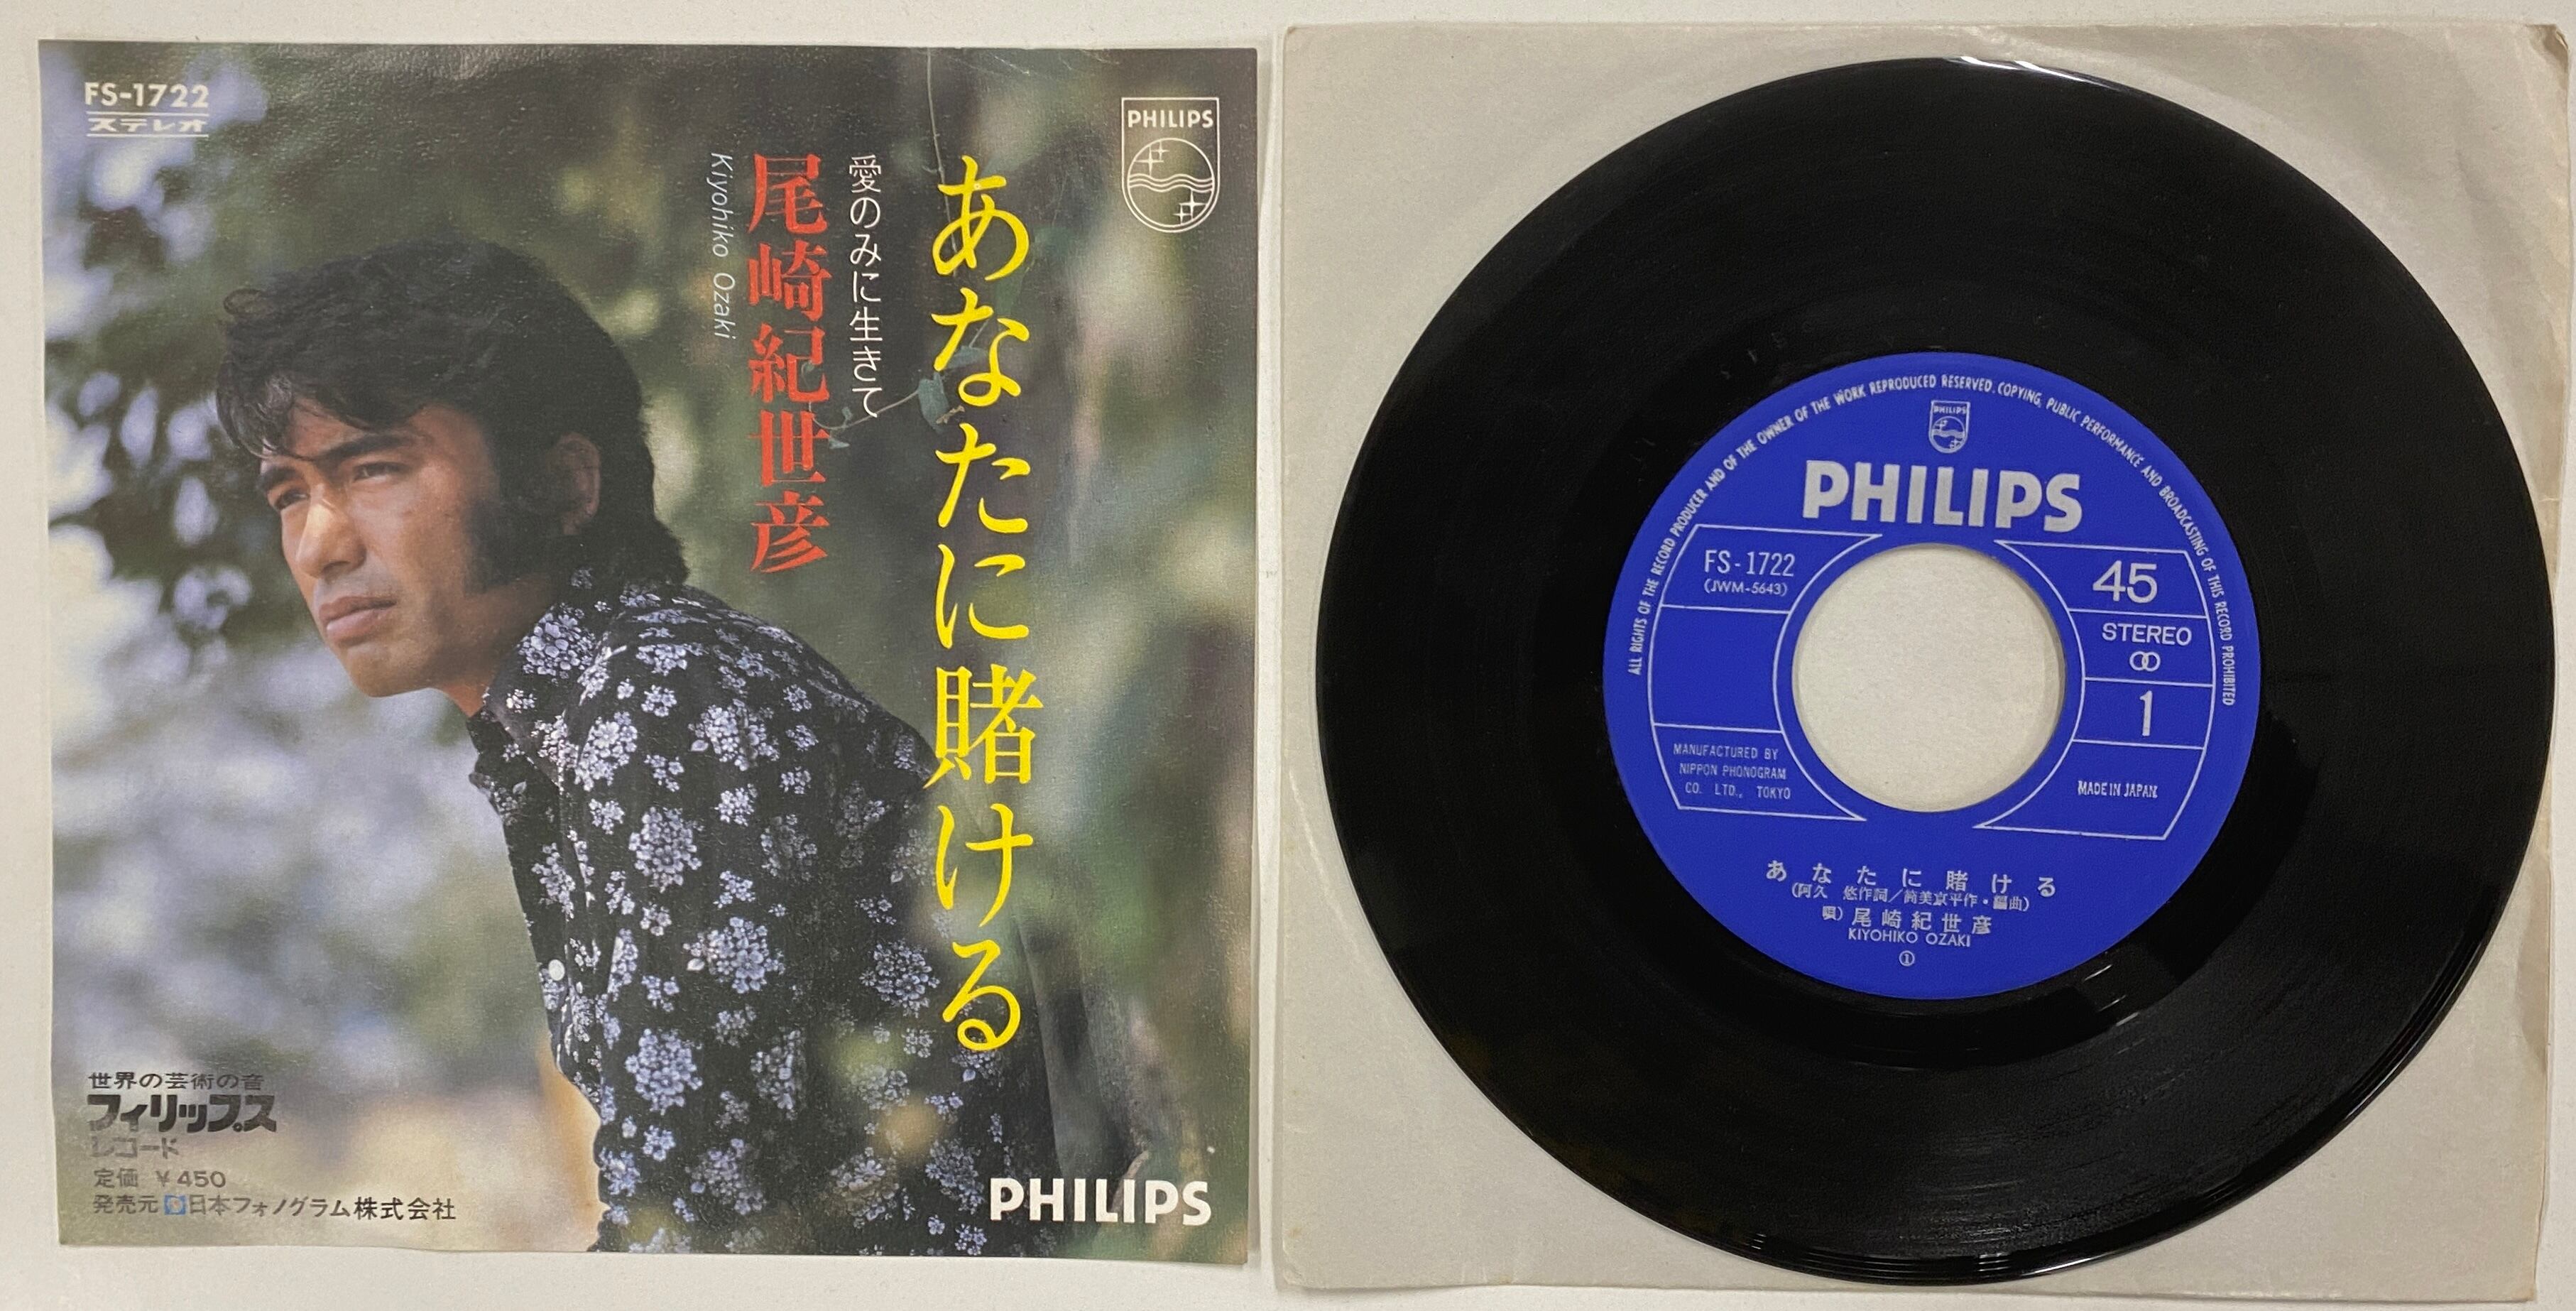 FS-1722
ステレオ
PHILIPS
あなたに賭ける
愛のみに生きて
尾崎紀世彦
Kiyohiko Ozaki
世界の芸術の音
フィリップス
レコード
定価 ¥450
発売元 日本フォノグラム株式会社
PHILIPS
ALL RIGHTS OF THE RECORD PRODUCER AND OF THE OWNER OF THE WORK REPRODUCED RESERVED. COPYING, PUBLIC PERFORMANCE AND BROADCASTING OF THIS RECORD PROHIBITED
PHILIPS
PHILIPS
FS-1722
(JWM-5643)
45
STEREO
1
MANUFACTURED BY
NIPPON PHONOGRAM
CO. LTD., TOKYO
MADE IN JAPAN.
あなたに賭ける
(阿久 悠作詞/筒美京平作・編曲)
唄) 尾崎紀世彦
KIYOHIKO OZAKI
①